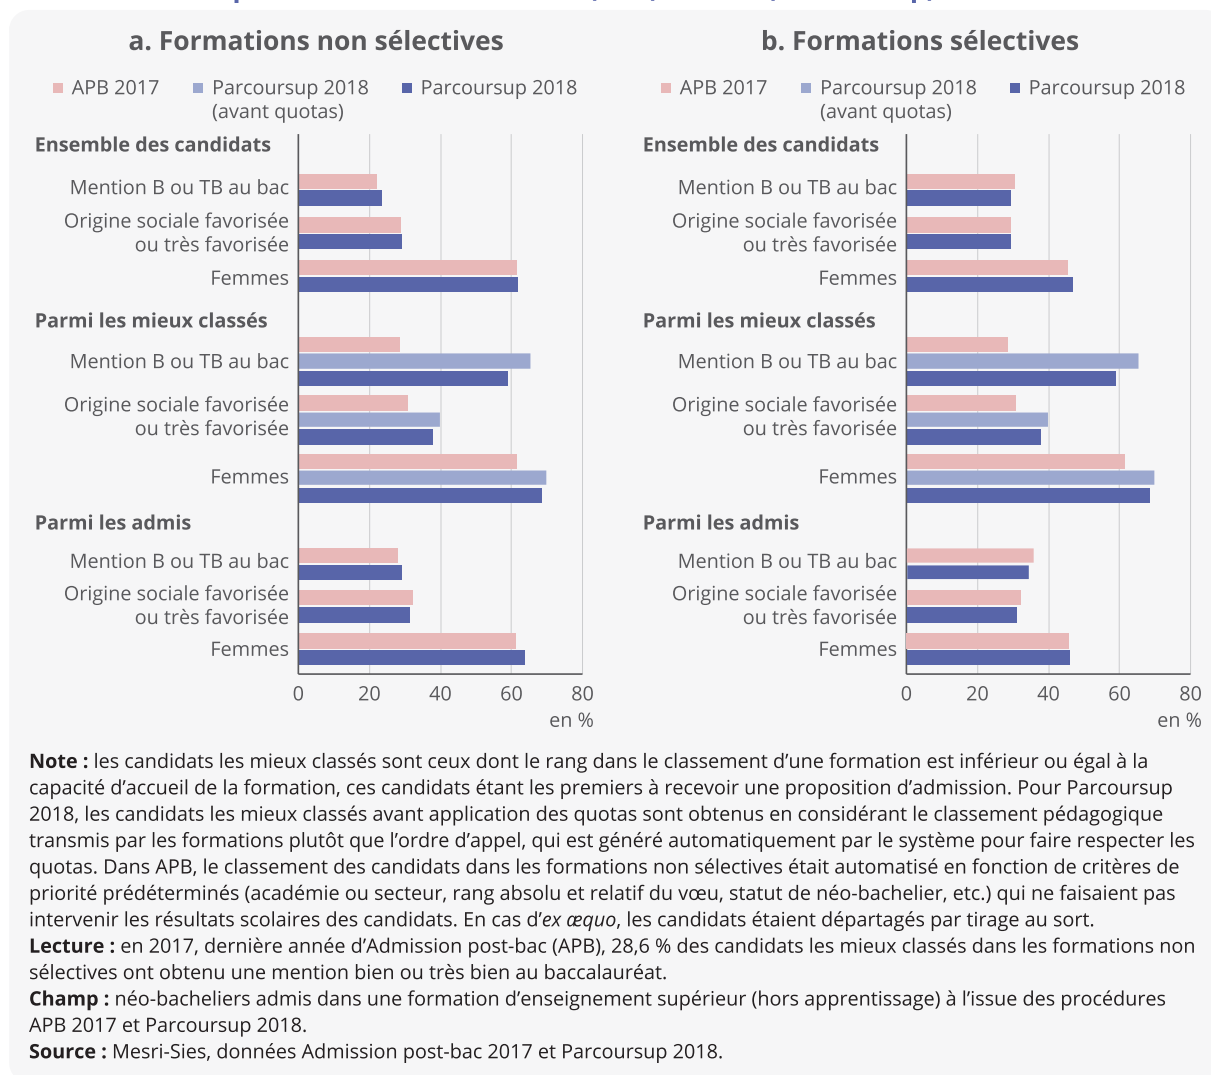 a. Formations non sélectives
APB 2017
Parcoursup 2018
(avant quotas)
Parcoursup 2018
Ensemble des candidats
Mention B ou TB au bac
Origine sociale favorisée
ou très favorisée
Femmes
Parmi les mieux classés
Mention B ou TB au bac
Origine sociale favorisée
ou très favorisée
Femmes
Parmi les admis
Mention B ou TB au bac
Origine sociale favorisée
ou très favorisée
Femmes
0 20 40 60 80
en %
b. Formations sélectives
APB 2017
Parcoursup 2018
(avant quotas)
Parcoursup 2018
Ensemble des candidats
Mention B ou TB au bac
Origine sociale favorisée
ou très favorisée
Femmes
Parmi les mieux classés
Mention B ou TB au bac
Origine sociale favorisée
ou très favorisée
Femmes
Parmi les admis
Mention B ou TB au bac
Origine sociale favorisée
ou très favorisée
Femmes
0 20 40 60 80
en %
Note : les candidats les mieux classés sont ceux dont le rang dans le classement d’une formation est inférieur ou égal à la
capacité d’accueil de la formation, ces candidats étant les premiers à recevoir une proposition d’admission. Pour Parcoursup
2018, les candidats les mieux classés avant application des quotas sont obtenus en considérant le classement pédagogique
transmis par les formations plutôt que l’ordre d’appel, qui est généré automatiquement par le système pour faire respecter les
quotas. Dans APB, le classement des candidats dans les formations non sélectives était automatisé en fonction de critères de
priorité prédéterminés (académie ou secteur, rang absolu et relatif du vœu, statut de néo-bachelier, etc.) qui ne faisaient pas
intervenir les résultats scolaires des candidats. En cas d’ex æquo, les candidats étaient départagés par tirage au sort.
Lecture : en 2017, dernière année d’Admission post-bac (APB), 28,6 % des candidats les mieux classés dans les formations non
sélectives ont obtenu une mention bien ou très bien au baccalauréat.
Champ : néo-bacheliers admis dans une formation d’enseignement supérieur (hors apprentissage) à l’issue des procédures
APB 2017 et Parcoursup 2018.
Source : Mesri-Sies, données Admission post-bac 2017 et Parcoursup 2018.